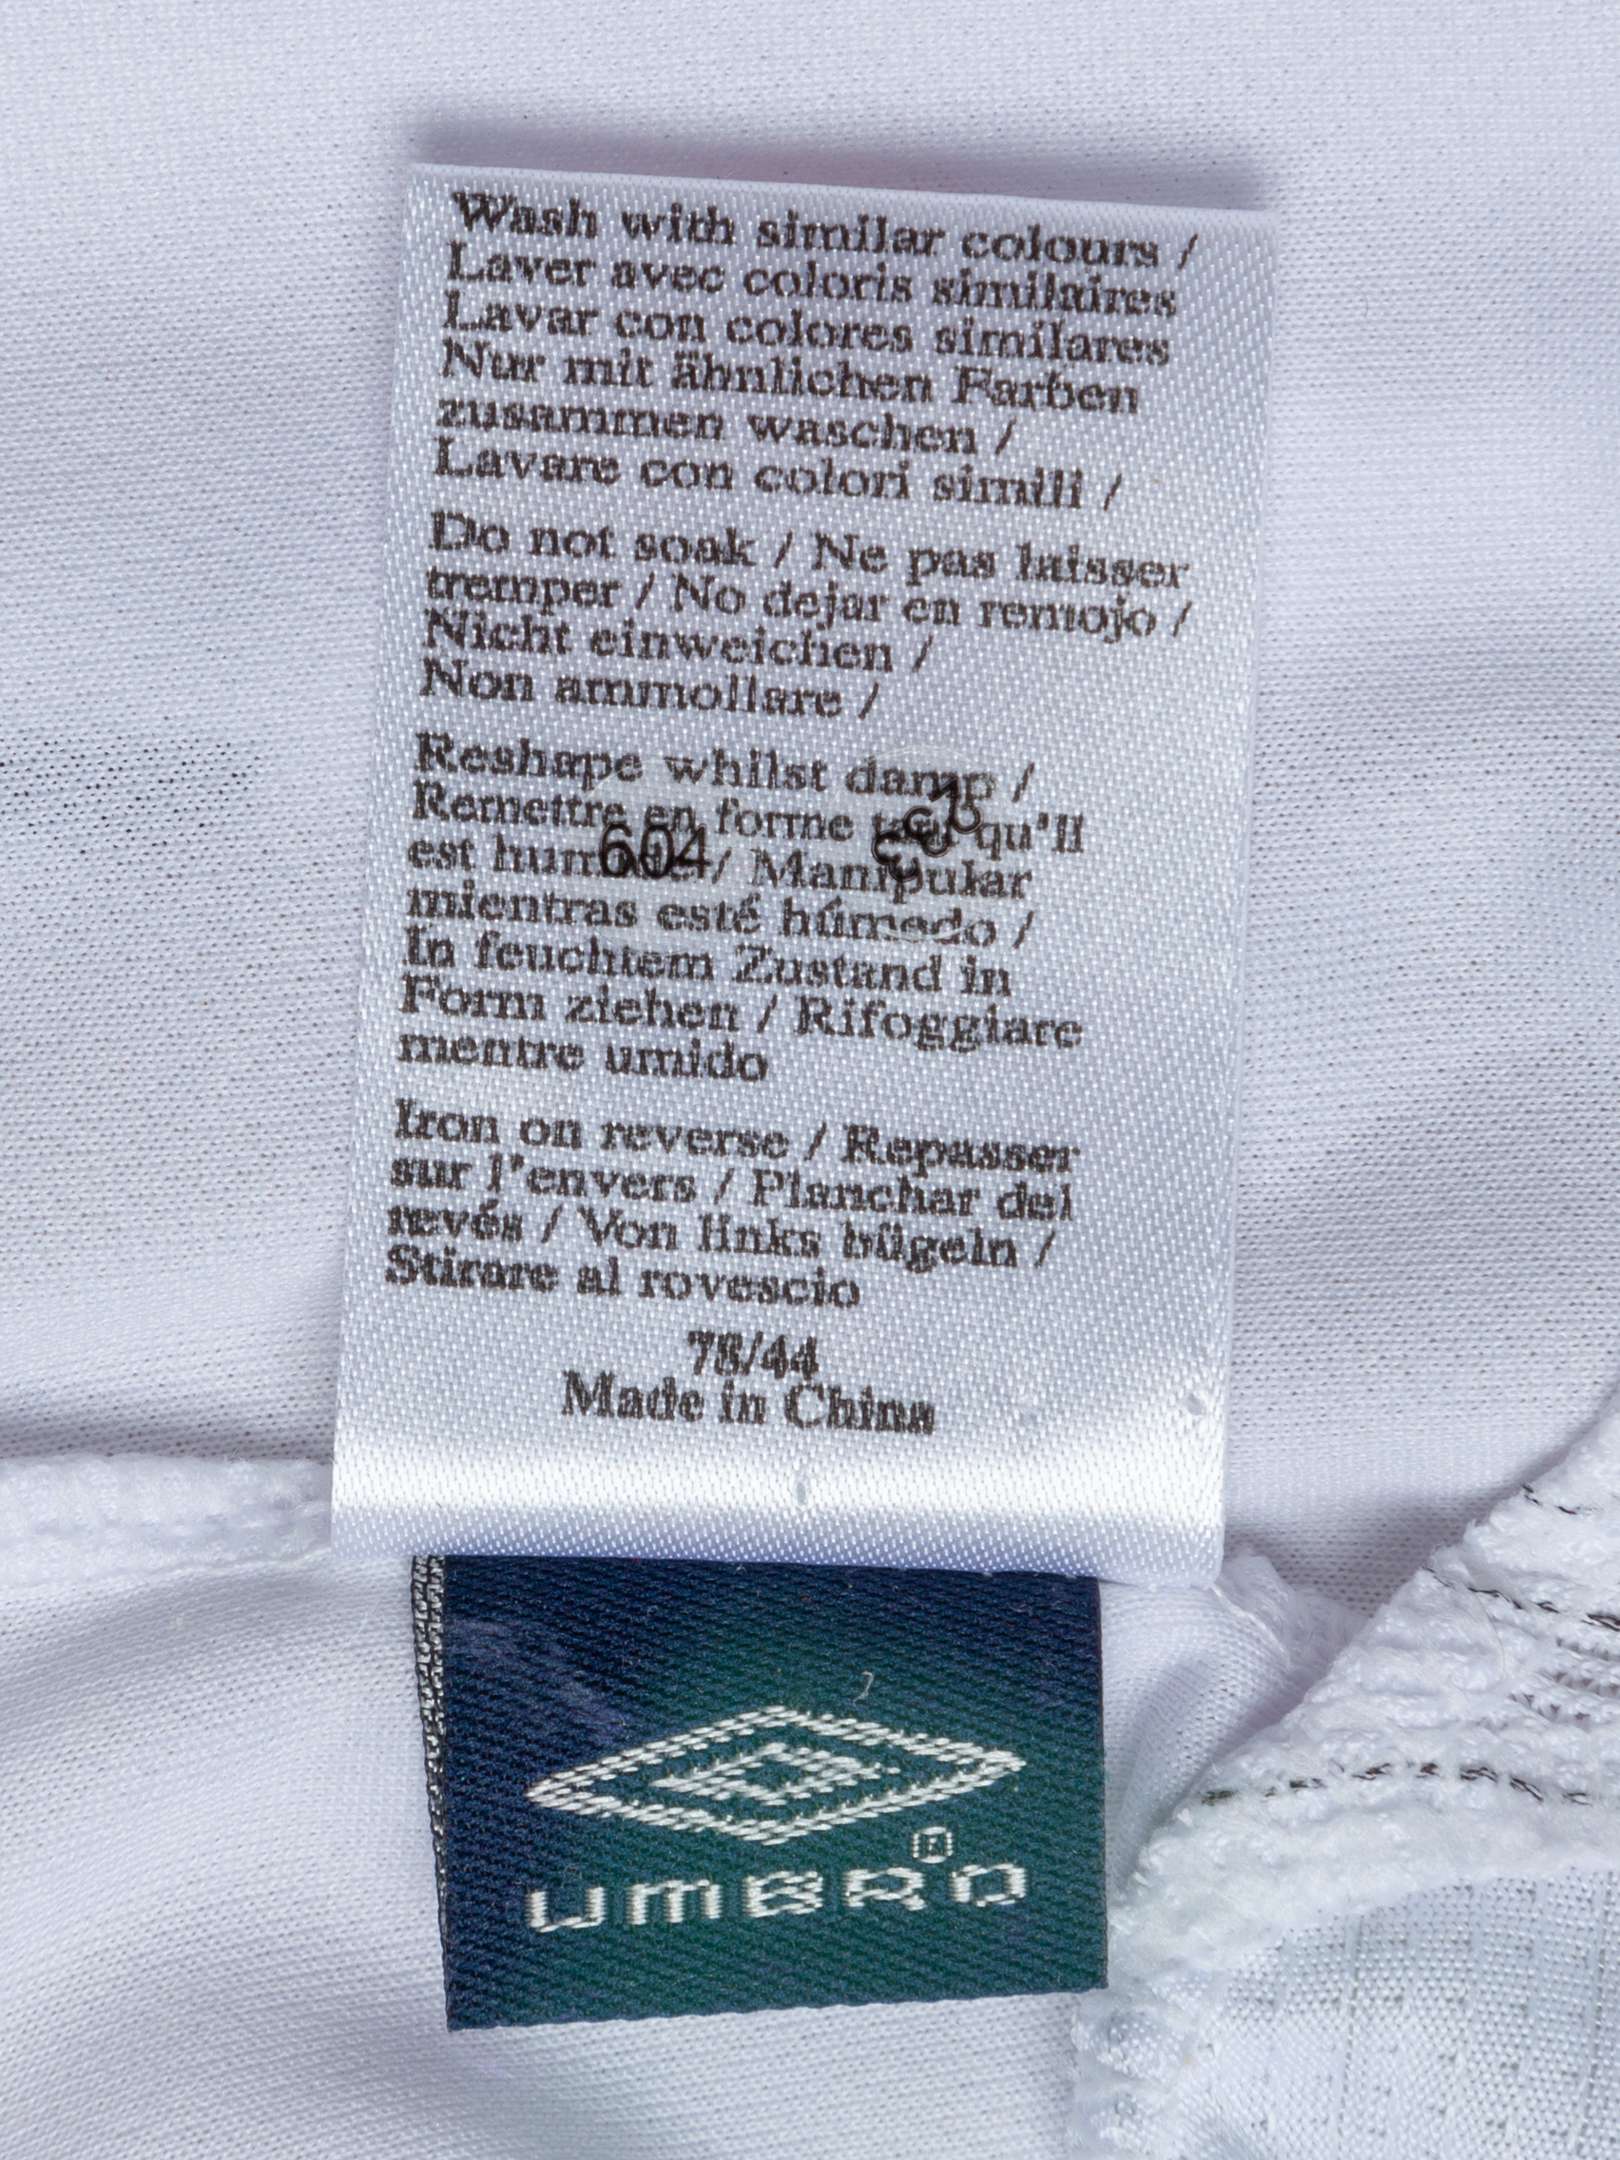 Wash with similar colours /
Laver avec coloris similaires
Lavar con colores similares
Nur mit ähnlichen Farben
zusammen waschen /
Lavare con colori simili /
Do not soak / Ne pas laisser
tremper / No dejar en remojo /
Nicht einweichen /
Non ammollare /
Reshape whilst damp /
Remettre en forme qu'il
est / Manipular
604
mientras esté húmedo /
In feuchtem Zustand in
Form ziehen / Rifoggiare
mentre umido
Iron on reverse / Repasser
sur l'envers / Planchar del
revés / Von links bügeln /
Stirare al rovescio
78/44
Made in China
UMBRO®